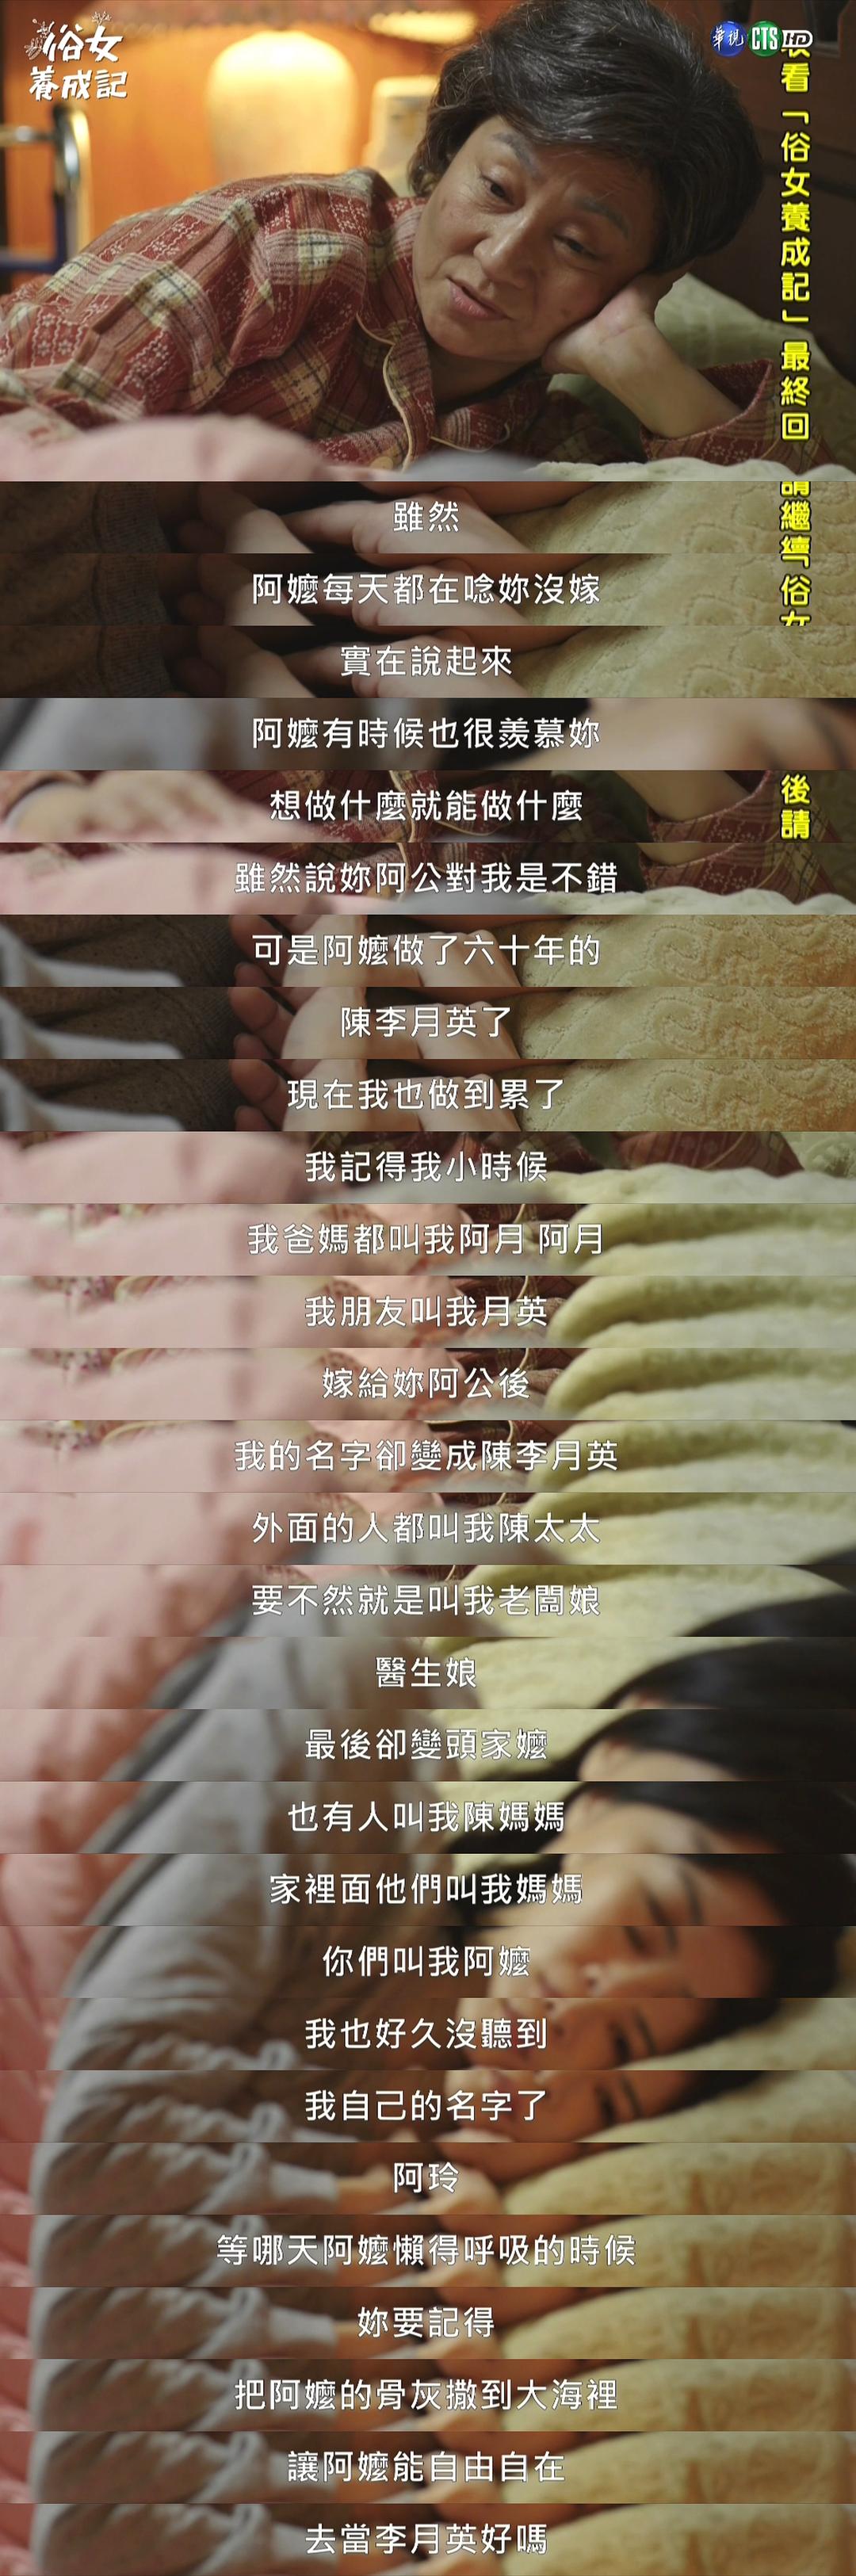 俗女
養成記
華視 CTS HD
看「俗女養成記」最終回
雖然
請繼續「俗女
阿嬤每天都在唸妳沒嫁
實在說起來
阿嬤有時候也很羨慕妳
想做什麼就能做什麼
後請
雖然說妳阿公對我是不錯
可是阿嬤做了六十年的
陳李月英了
現在我也做到累了
我記得我小時候
我爸媽都叫我阿月 阿月
我朋友叫我月英
嫁給妳阿公後
我的名字卻變成陳李月英
外面的人都叫我陳太太
要不然就是叫我老闆娘
醫生娘
最後卻變頭家嬤
也有人叫我陳媽媽
家裡面他們叫我媽媽
你們叫我阿嬤
我也好久沒聽到
我自己的名字了
阿玲
等哪天阿嬤懶得呼吸的時候
妳要記得
把阿嬤的骨灰撒到大海裡
讓阿嬤能自由自在
去當李月英好嗎